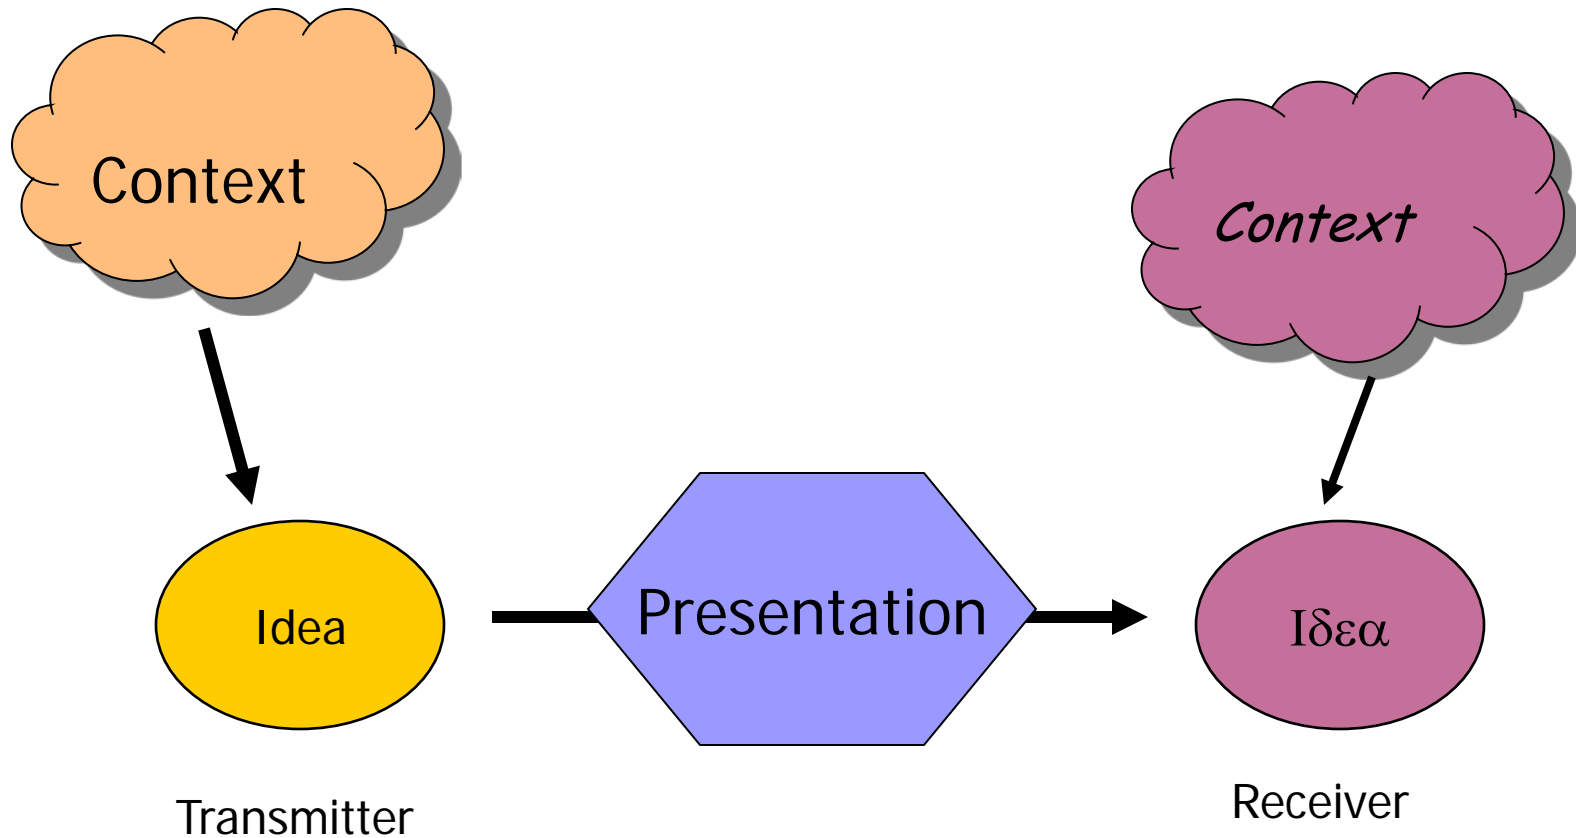 Context
Context
Idea
Presentation
Ιδεα
Transmitter
Receiver